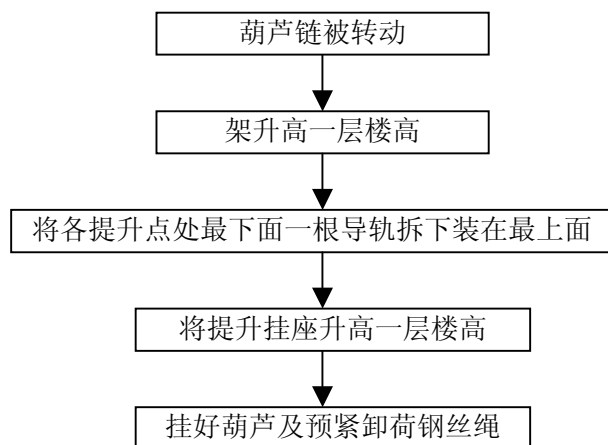 葫芦链被转动
架升高一层楼高
将各提升点处最下面一根导轨拆下装在最上面
将提升挂座升高一层楼高
挂好葫芦及预紧卸荷钢丝绳